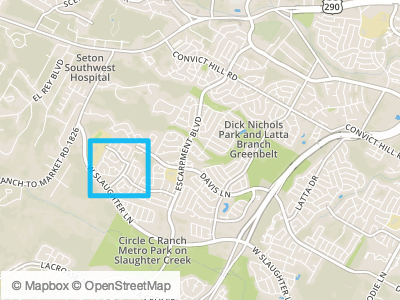 290
SCE
CONVICT HILL RD
Seton
Southwest
Hospital
EL REY BLVD
Dick Nichols
Park and Latta
Branch
Greenbelt
ESCARPMENT BLVD
CONVICT HILL
RANCH-TO-MARKET RD 1826
DAVIS LN
LATTA DR
W SLAUGHTER LN
Circle C Ranch
Metro Park on
Slaughter Creek
W SLAUGHTER LN
LACRO
© Mapbox © OpenStreetMap